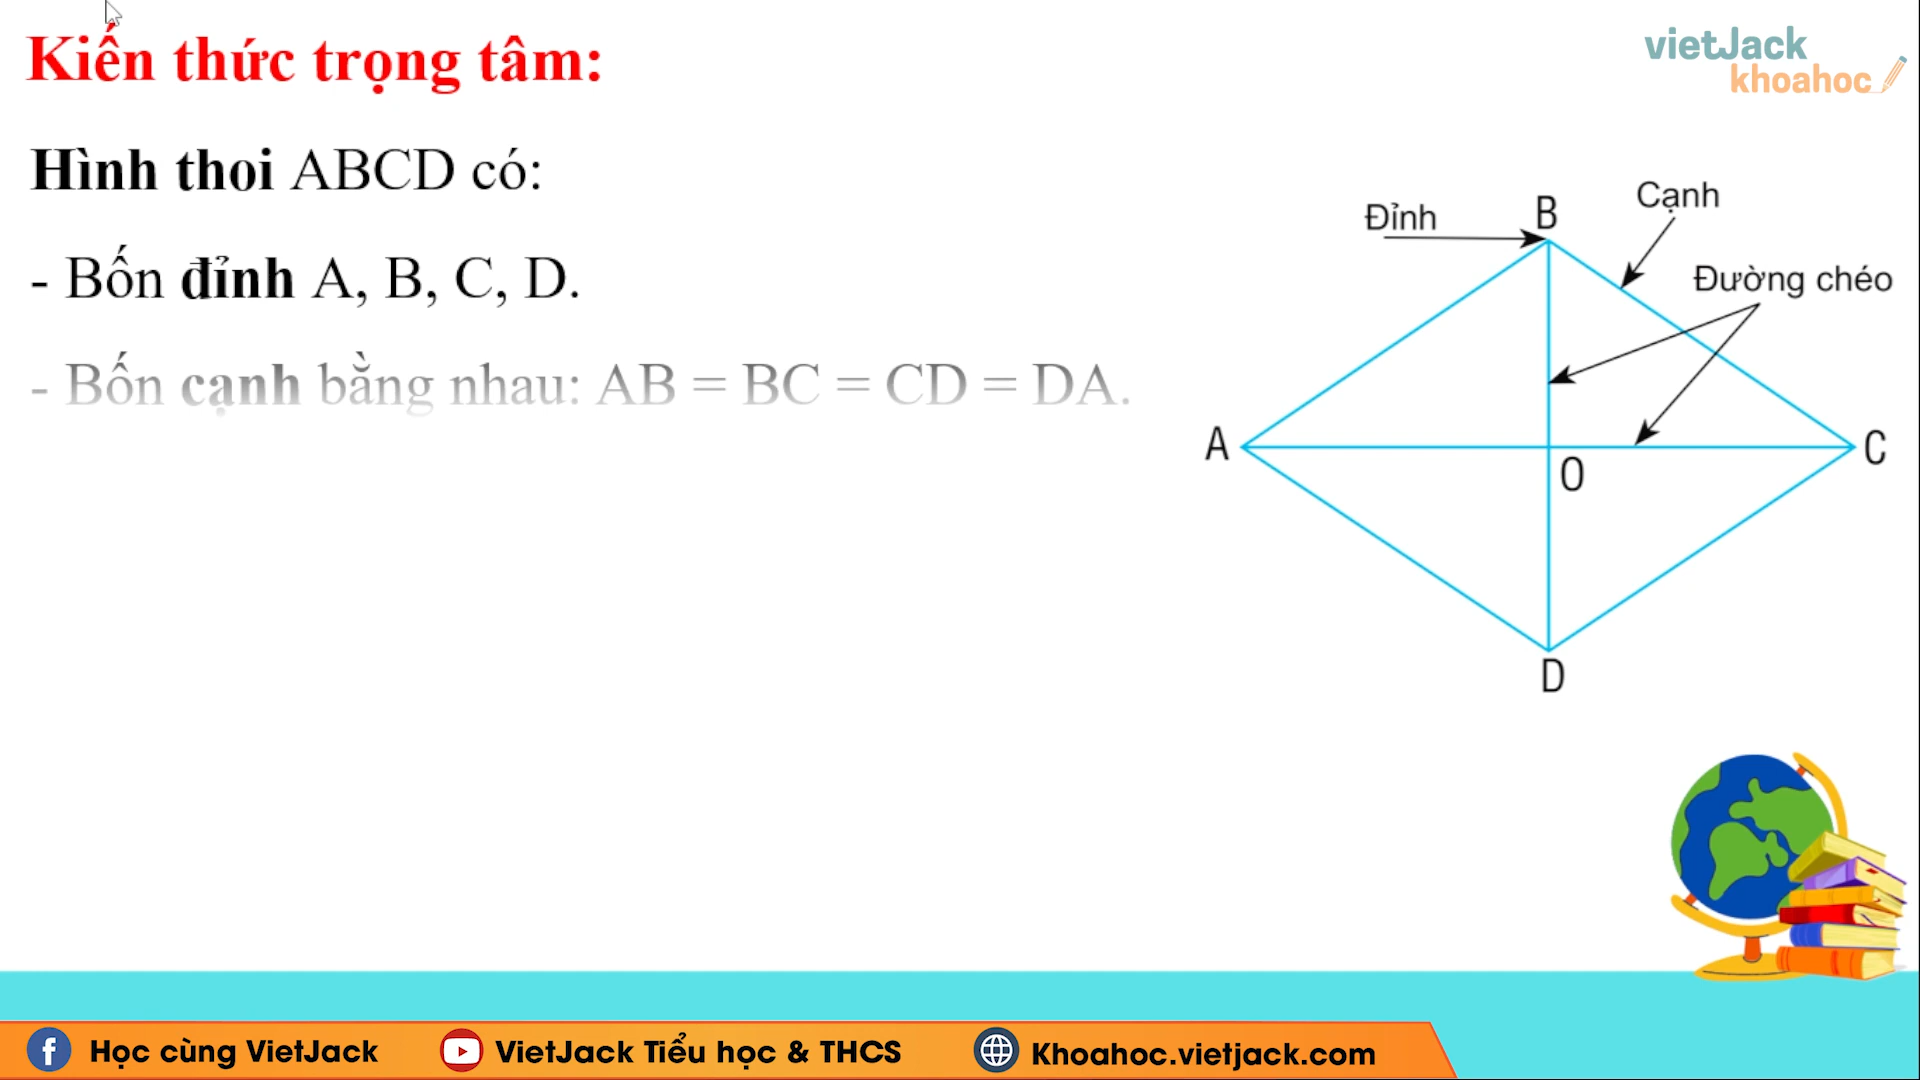 Kiến thức trọng tâm:
vietJack
khoahoc
Hình thoi ABCD có:
- Bốn đỉnh A, B, C, D.
- Bốn cạnh bằng nhau: AB = BC = CD = DA.
Đỉnh
B
Cạnh
Đường chéo
A
C
O
D
Học cùng VietJack
VietJack Tiểu học & THCS
Khoahoc.vietjack.com